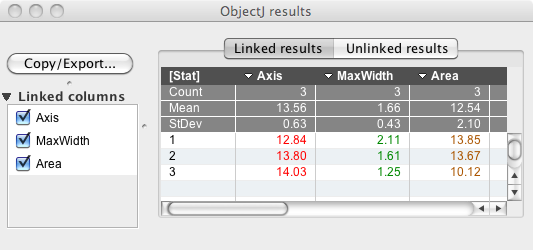 ObjectJ results
Copy/Export...
Linked columns
Axis
MaxWidth
Area
Linked results Unlinked results
[Stat] Axis MaxWidth Area
Count 3 3 3
Mean 13.56 1.66 12.54
StDev 0.63 0.43 2.10
1 12.84 2.11 13.85
2 13.80 1.61 13.67
3 14.03 1.25 10.12